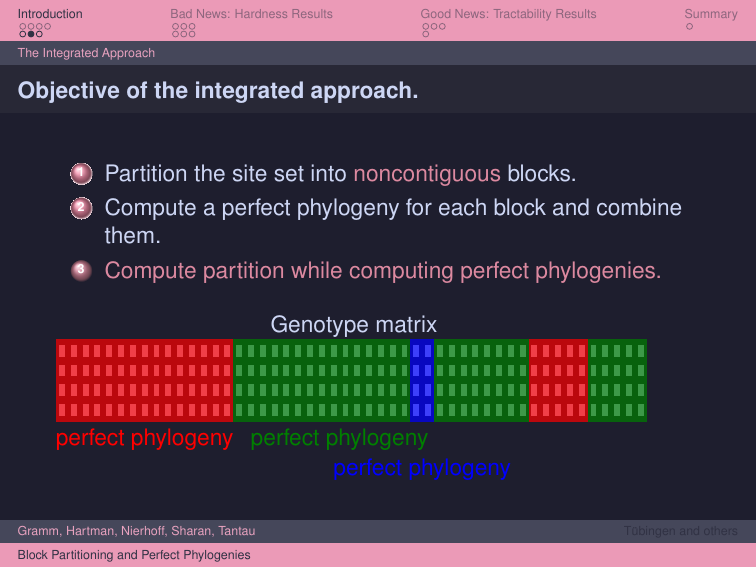 Introduction
Bad News: Hardness Results
Good News: Tractability Results
Summary
The Integrated Approach
Objective of the integrated approach.
1 Partition the site set into noncontiguous blocks.
2 Compute a perfect phylogeny for each block and combine
them.
3 Compute partition while computing perfect phylogenies.
Genotype matrix
perfect phylogeny perfect phylogeny
perfect phylogeny
Gramm, Hartman, Nierhoff, Sharan, Tantau
Tübingen and others
Block Partitioning and Perfect Phylogenies